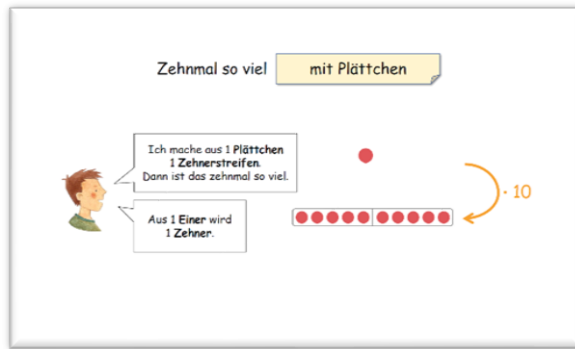 Zehnmal so viel mit Plättchen
Ich mache aus 1 Plättchen
1 Zehnerstreifen.
Dann ist das zehnmal so viel.
Aus 1 Einer wird
1 Zehner.
· 10